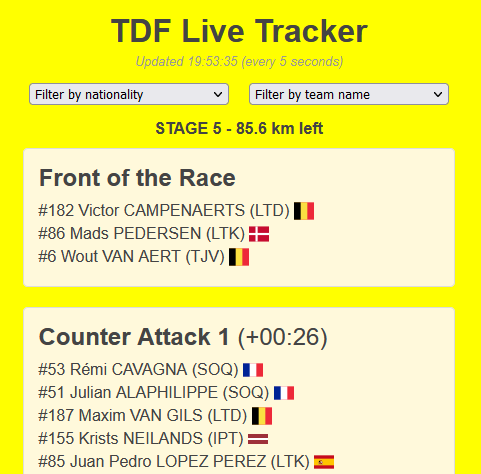 TDF Live Tracker
Updated 19:53:35 (every 5 seconds)
Filter by nationality
Filter by team name
STAGE 5 - 85.6 km left
Front of the Race
#182 Victor CAMPENAERTS (LTD)
#86 Mads PEDERSEN (LTK)
#6 Wout VAN AERT (TJV)
Counter Attack 1 (+00:26)
#53 Rémi CAVAGNA (SOQ)
#51 Julian ALAPHILIPPE (SOQ)
#187 Maxim VAN GILS (LTD)
#155 Krists NEILANDS (IPT)
#85 Juan Pedro LOPEZ PEREZ (LTK)